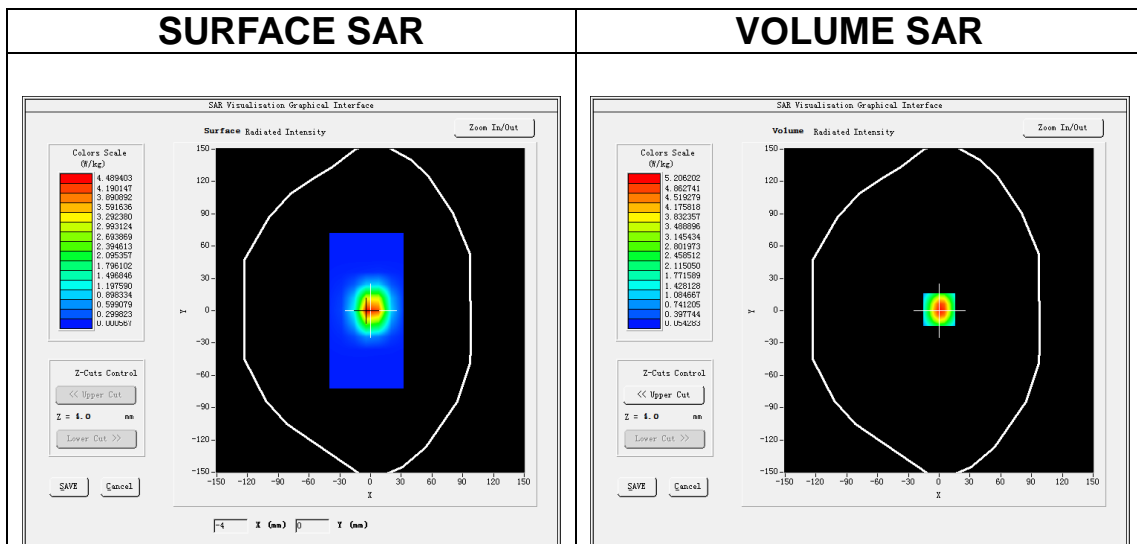 SURFACE SAR
VOLUME SAR
SAR Visualisation Graphical Interface
Surface Radiated Intensity
Zoom In/Out
Colors Scale
(W/kg)
4.489403
4.190147
3.890892
3.591636
3.292380
2.993124
2.693869
2.394613
2.095357
1.796102
1.496846
1.197590
0.898334
0.599079
0.299823
0.000567
Z-Cuts Control
<< Upper Cut
Z = 4.0 mm
Lower Cut >>
SAVE
Cancel
150
120
90
60
30
Y
0
-30
-60
-90
-120
-150
-150 -120 -90 -60 -30 0 30 60 90 120 150
X
-4 X (mm) 0 Y (mm)
SAR Visualisation Graphical Interface
Volume Radiated Intensity
Zoom In/Out
Colors Scale
(W/kg)
5.206202
4.862741
4.519279
4.175818
3.832357
3.488896
3.145434
2.801973
2.458512
2.115050
1.771589
1.428128
1.084667
0.741205
0.397744
0.054283
Z-Cuts Control
<< Upper Cut
Z = 4.0 mm
Lower Cut >>
SAVE
Cancel
150
120
90
60
30
Y
0
-30
-60
-90
-120
-150
-150 -120 -90 -60 -30 0 30 60 90 120 150
X